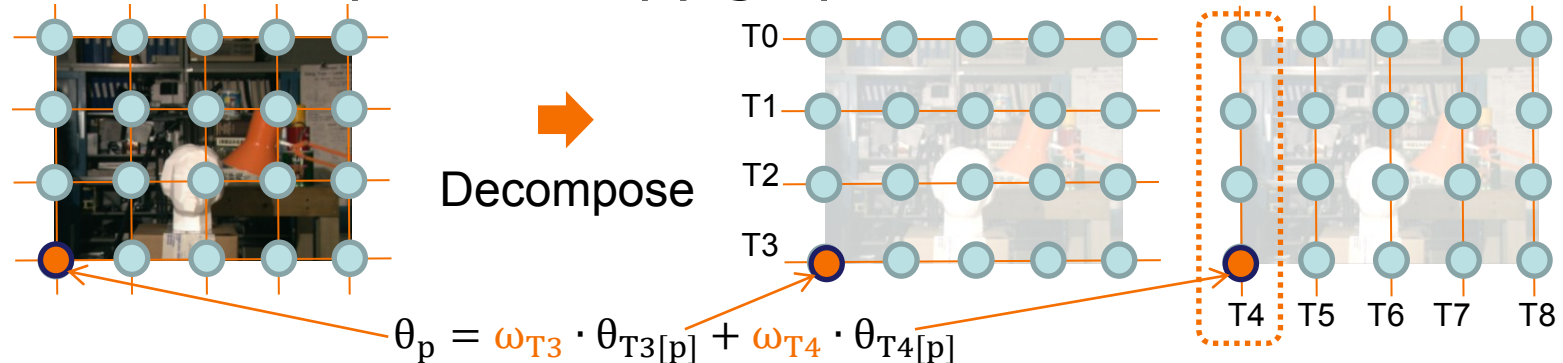 T0
T1
T2
T3
Decompose
T4 T5 T6 T7 T8
θp = ωT3 · θT3[p] + ωT4 · θT4[p]